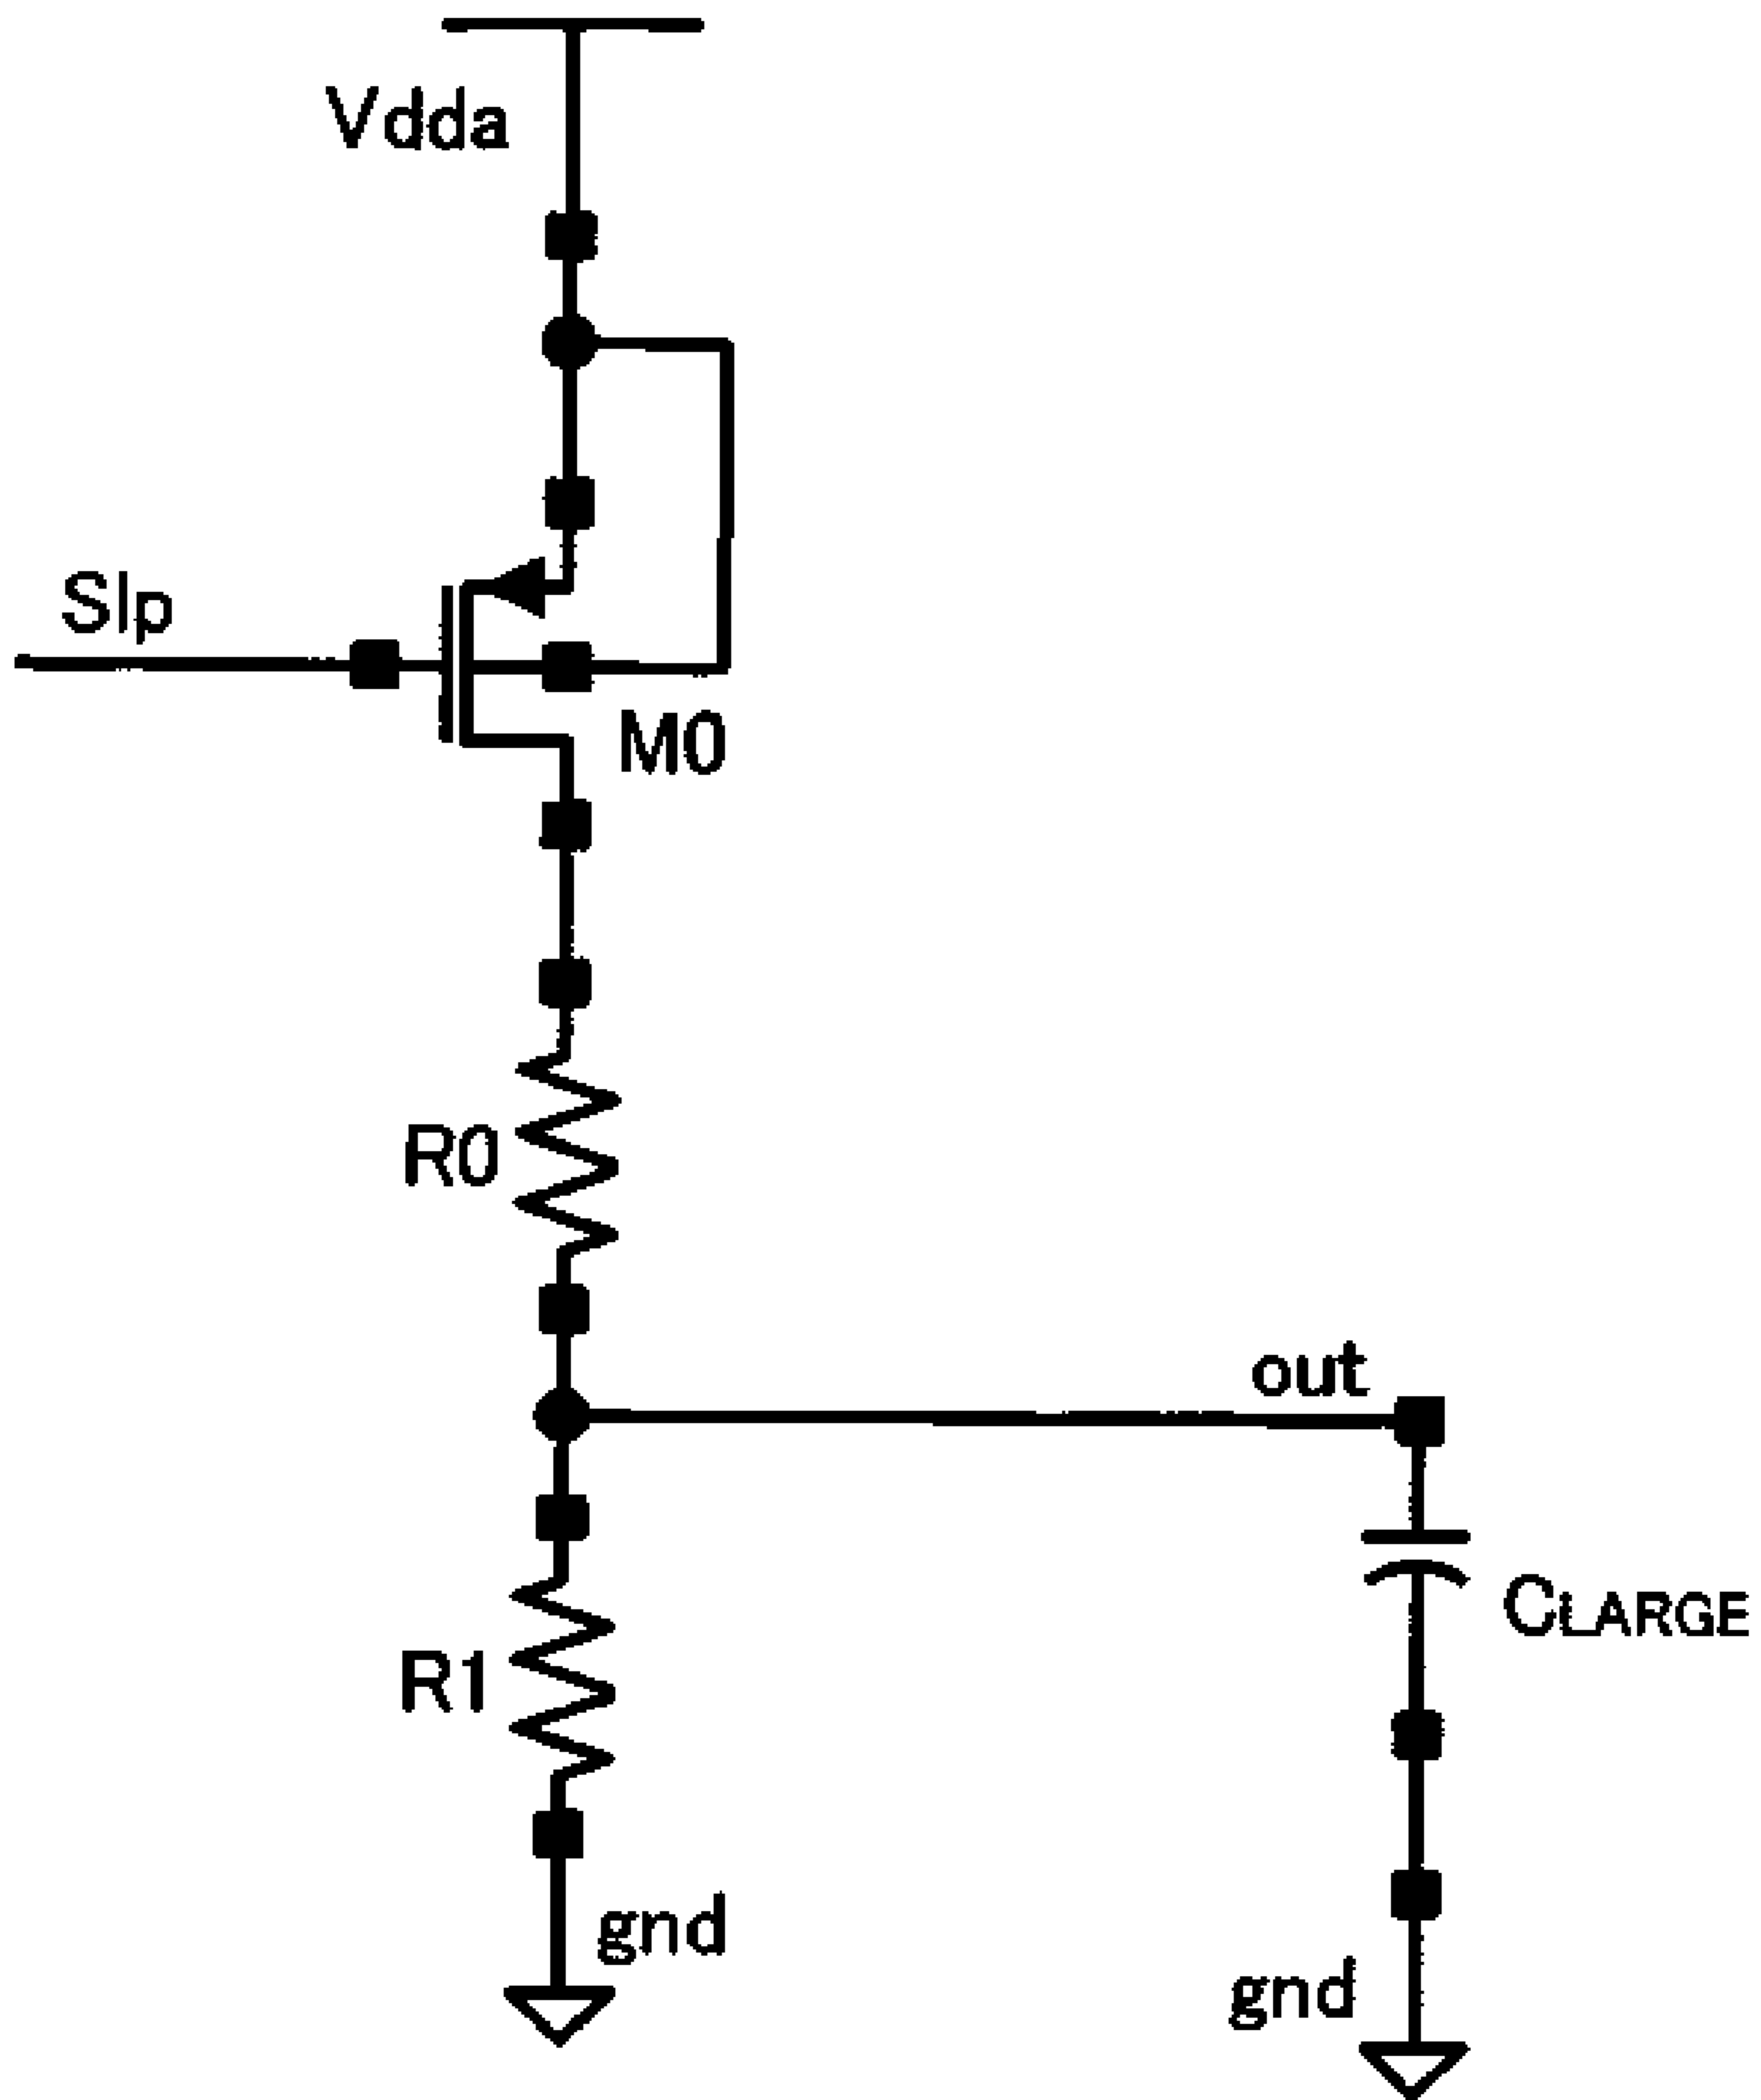 Vdda
Slp
M0
R0
out
CLARGE
R1
gnd
gnd